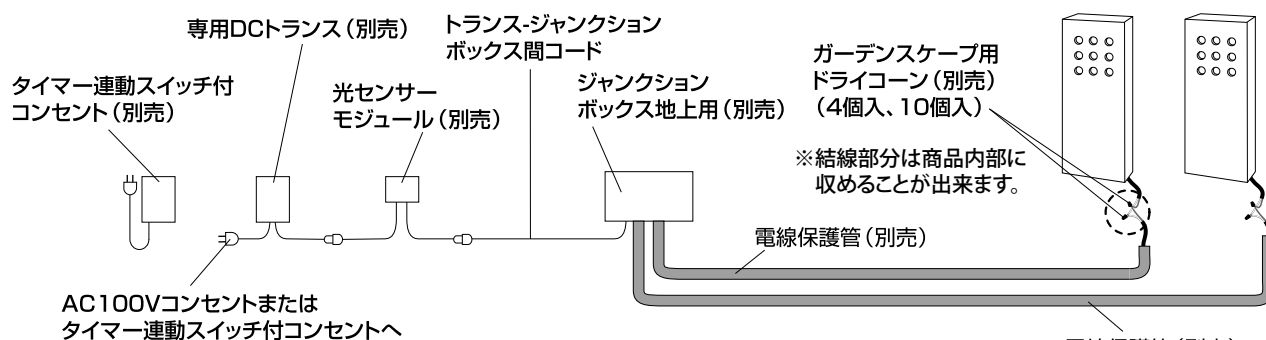 専用DCトランス（別売）
トランス-ジャンクション
ボックス間コード
ガーデンスケープ用
ドライコーン（別売）
（4個入、10個入）
タイマー連動スイッチ付
コンセント（別売）
光センサー
モジュール（別売）
ジャンクション
ボックス地上用（別売）
※結線部分は商品内部に
収めることが出来ます。
電線保護管（別売）
AC100Vコンセントまたは
タイマー連動スイッチ付コンセントへ